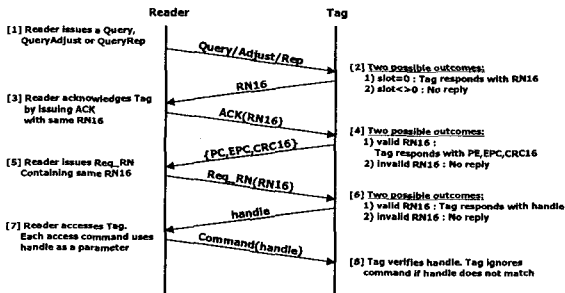 Reader Tag
[1] Reader issues a Query,
QueryAdjust or QueryRep
Query/Adjust/Rep
[2] Two possible outcomes:
1) slot=0 : Tag responds with RN16
2) slot<>0 : No reply
RN16
[3] Reader acknowledges Tag
by issuing ACK
with same RN16
ACK(RN16)
[4] Two possible outcomes:
1) valid RN16 :
Tag responds with PE,EPC,CRC16
2) invalid RN16 : No reply
{PC,EPC,CRC16}
[5] Reader issues Req_RN
Containing same RN16
Req_RN(RN16)
[6] Two possible outcomes:
1) valid RN16 : Tag responds with handle
2) invalid RN16 : No reply
handle
[7] Reader accesses Tag.
Each access command uses
handle as a parameter
Command(handle)
[8] Tag verifies handle. Tag ignores
command if handle does not match